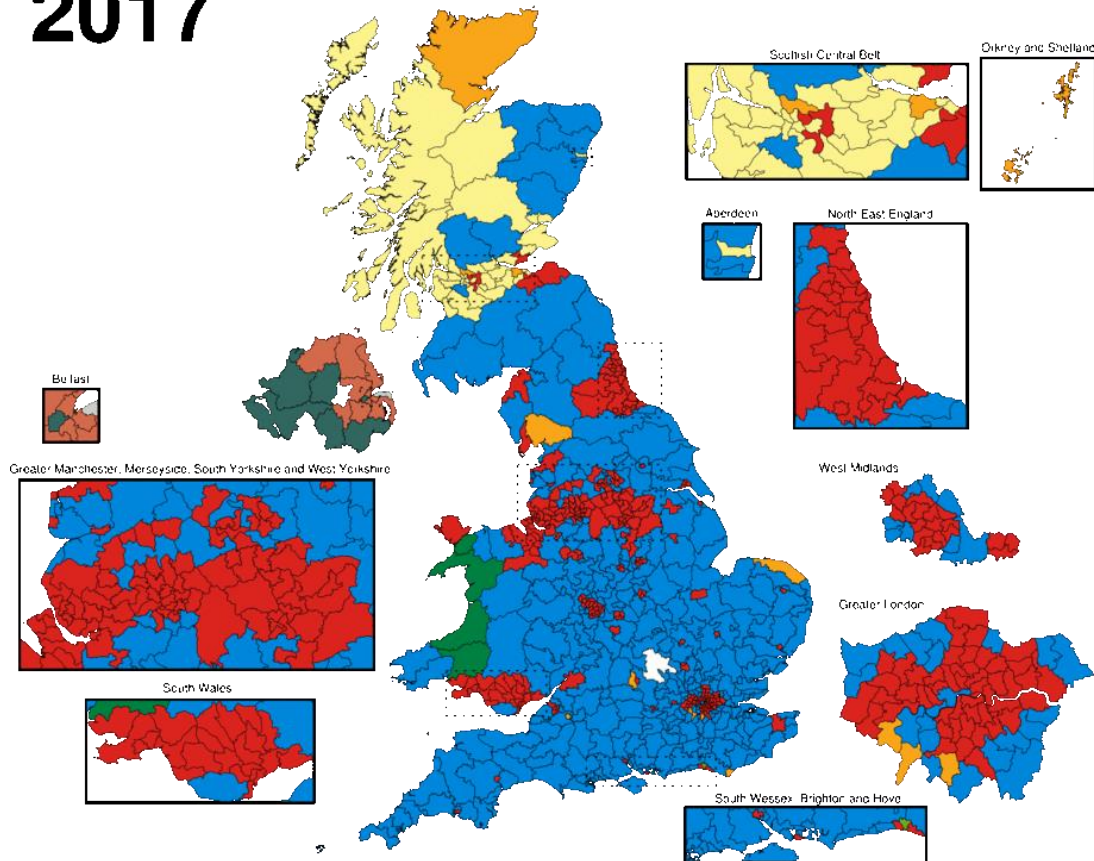 2017
Scottish Central Belt
Orkney and Shetland
Aberdeen
North East England
Belfast
Greater Manchester, Merseyside, South Yorkshire and West Yorkshire
West Midlands
Greater London
South Wales
South Wessex, Brighton and Hove